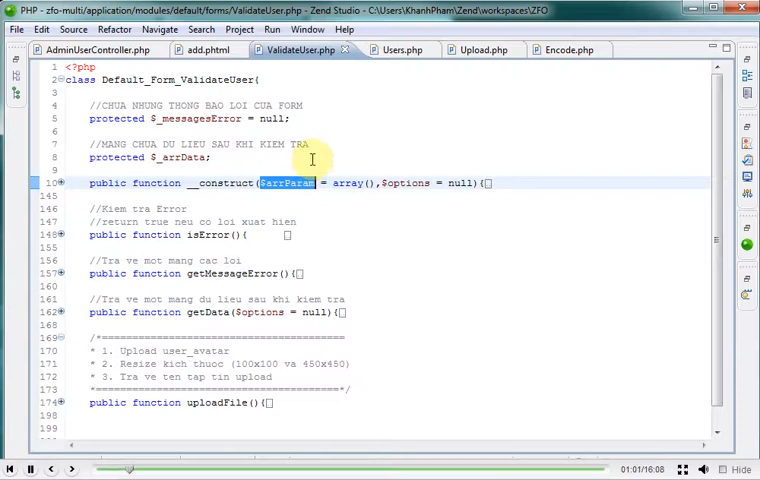 PHP - zfo-multi/application/modules/default/forms/ValidateUser.php - Zend Studio - C:\Users\KhanhPham\Zend\workspaces\ZFO
File Edit Source Refactor Navigate Search Project Run Window Help
AdminUserController.php add.phtml ValidateUser.php Users.php Upload.php Encode.php
1 <?php
2 class Default_Form_ValidateUser{
3
4 //CHUA NHUNG THONG BAO LOI CUA FORM
5 protected $_messagesError = null;
6
7 //MANG CHUA DU LIEU SAU KHI KIEM TRA
8 protected $_arrData;
9
10 public function __construct($arrParam = array(),$options = null){
145
146 //Kiem tra Error
147 //return true neu co loi xuat hien
148 public function isError(){
155
156 //Tra ve mot mang cac loi
157 public function getMessageError(){
160
161 //Tra ve mot mang du lieu sau khi kiem tra
162 public function getData($options = null){
168
169 /*=====================================
170 * 1. Upload user_avatar
171 * 2. Resize kich thuoc (100x100 va 450x450)
172 * 3. Tra ve ten tap tin upload
173 *=====================================*/
174 public function uploadFile(){
198
199
01:01/16:08 Hide